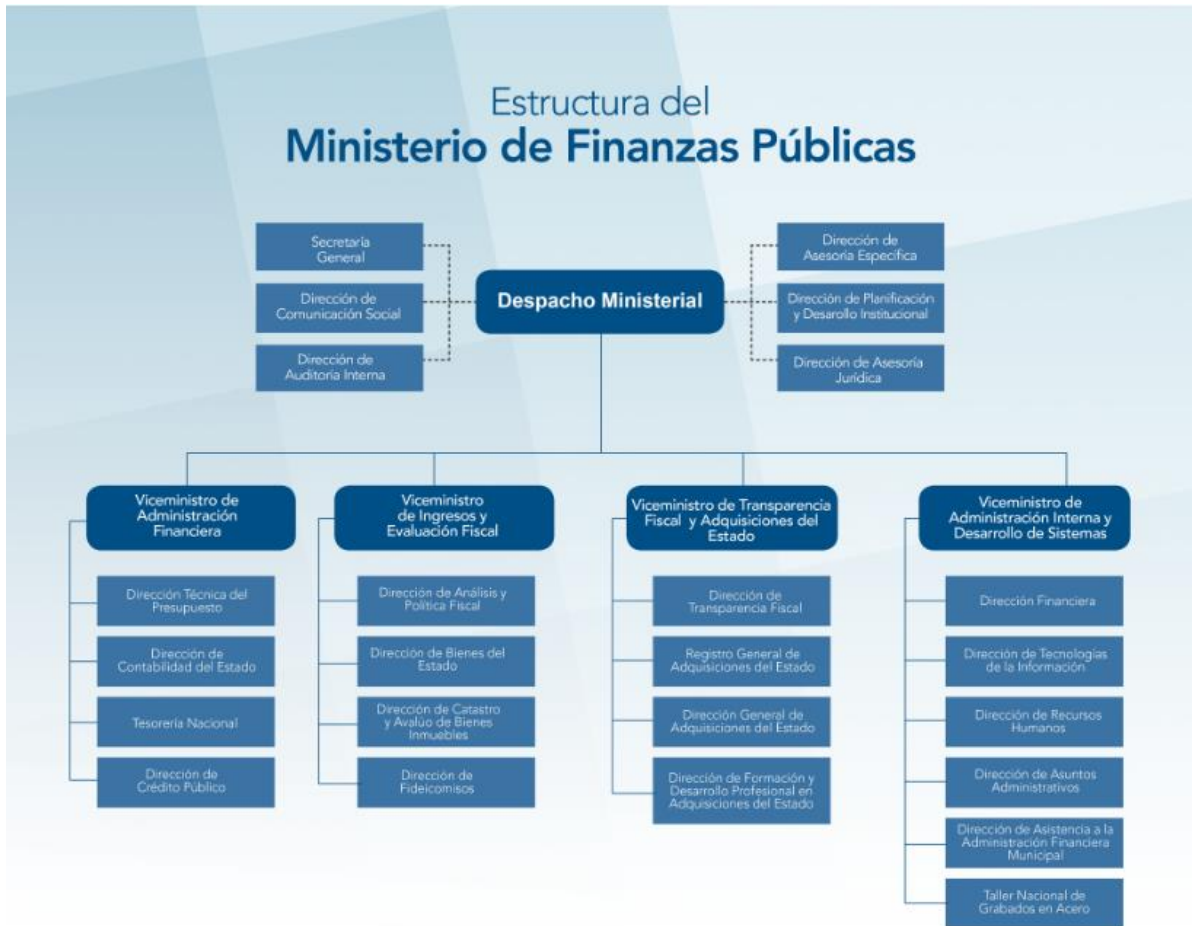 Estructura del
Ministerio de Finanzas Públicas
Secretaría
General
Dirección de
Comunicación Social
Dirección de
Auditoría Interna
Despacho Ministerial
Dirección de
Asesoría Específica
Dirección de Planificación
y Desarollo Institucional
Dirección de Asesoría
Jurídica
Viceministro de
Administración
Financiera
Dirección Técnica del
Presupuesto
Dirección de
Contabilidad del Estado
Tesorería Nacional
Dirección de
Crédito Público
Viceministro
de Ingresos y
Evaluación Fiscal
Dirección de Análisis y
Política Fiscal
Dirección de Bienes del
Estado
Dirección de Catastro
y Avalúo de Bienes
Inmuebles
Dirección de
Fideicomisos
Viceministro de Transparencia
Fiscal y Adquisiciones del
Estado
Dirección de
Transparencia Fiscal
Registro General de
Adquisiciones del Estado
Dirección General de
Adquisiciones del Estado
Dirección de Formación y
Desarrollo Profesional en
Adquisiciones del Estado
Viceministro de
Administración Interna y
Desarrollo de Sistemas
Dirección Financiera
Dirección de Tecnologías
de la Información
Dirección de Recursos
Humanos
Dirección de Asuntos
Administrativos
Dirección de Asistencia a la
Administración Financiera
Municipal
Taller Nacional de
Grabados en Acero